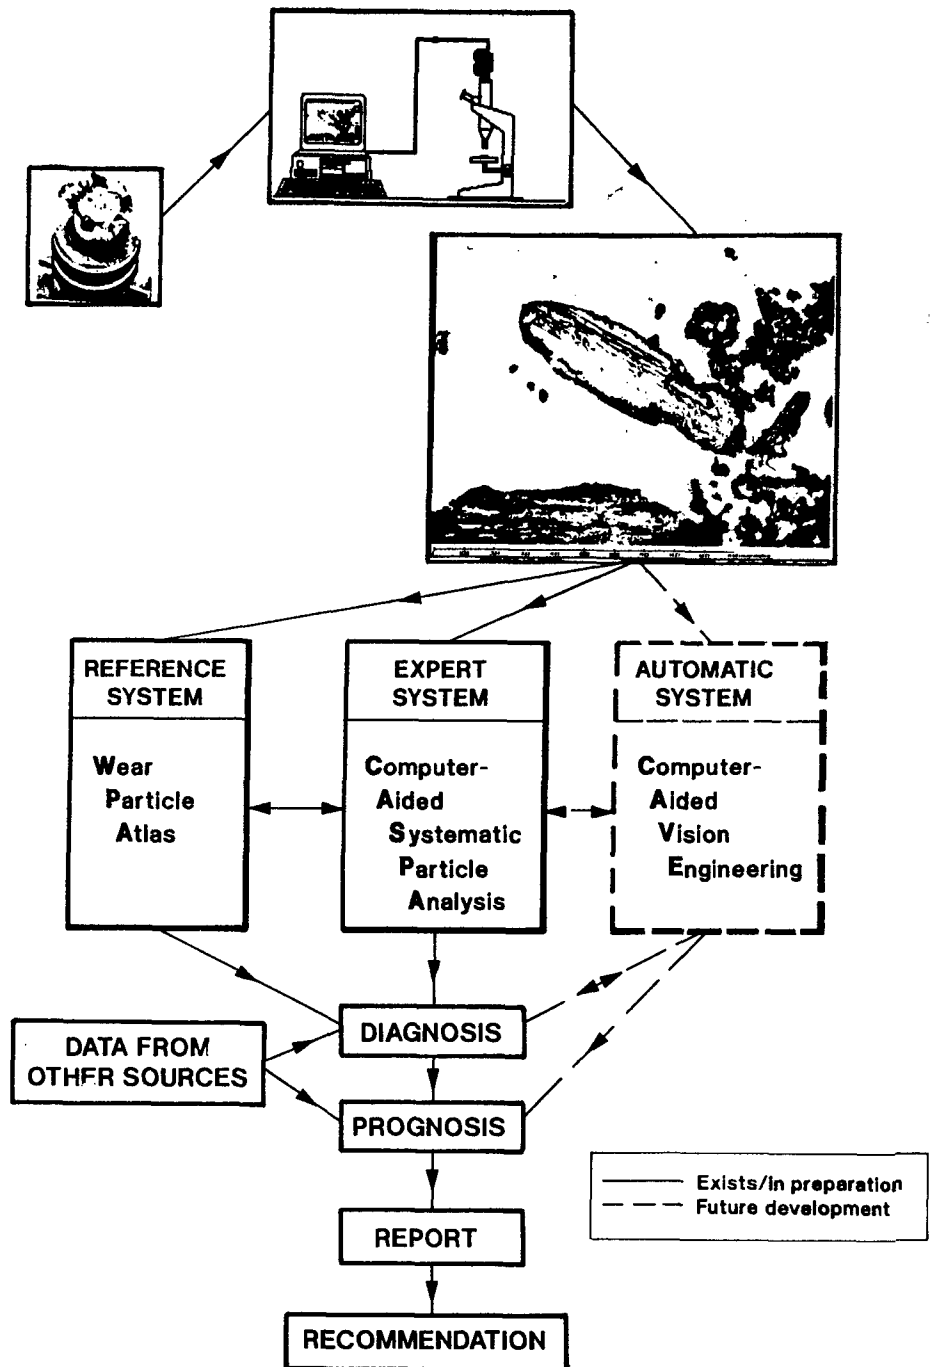 REFERENCE
SYSTEM
Wear
Particle
Atlas
EXPERT
SYSTEM
Computer-
Aided
Systematic
Particle
Analysis
AUTOMATIC
SYSTEM
Computer-
Aided
Vision
Engineering
DIAGNOSIS
DATA FROM
OTHER SOURCES
PROGNOSIS
Exists/in preparation
Future development
REPORT
RECOMMENDATION